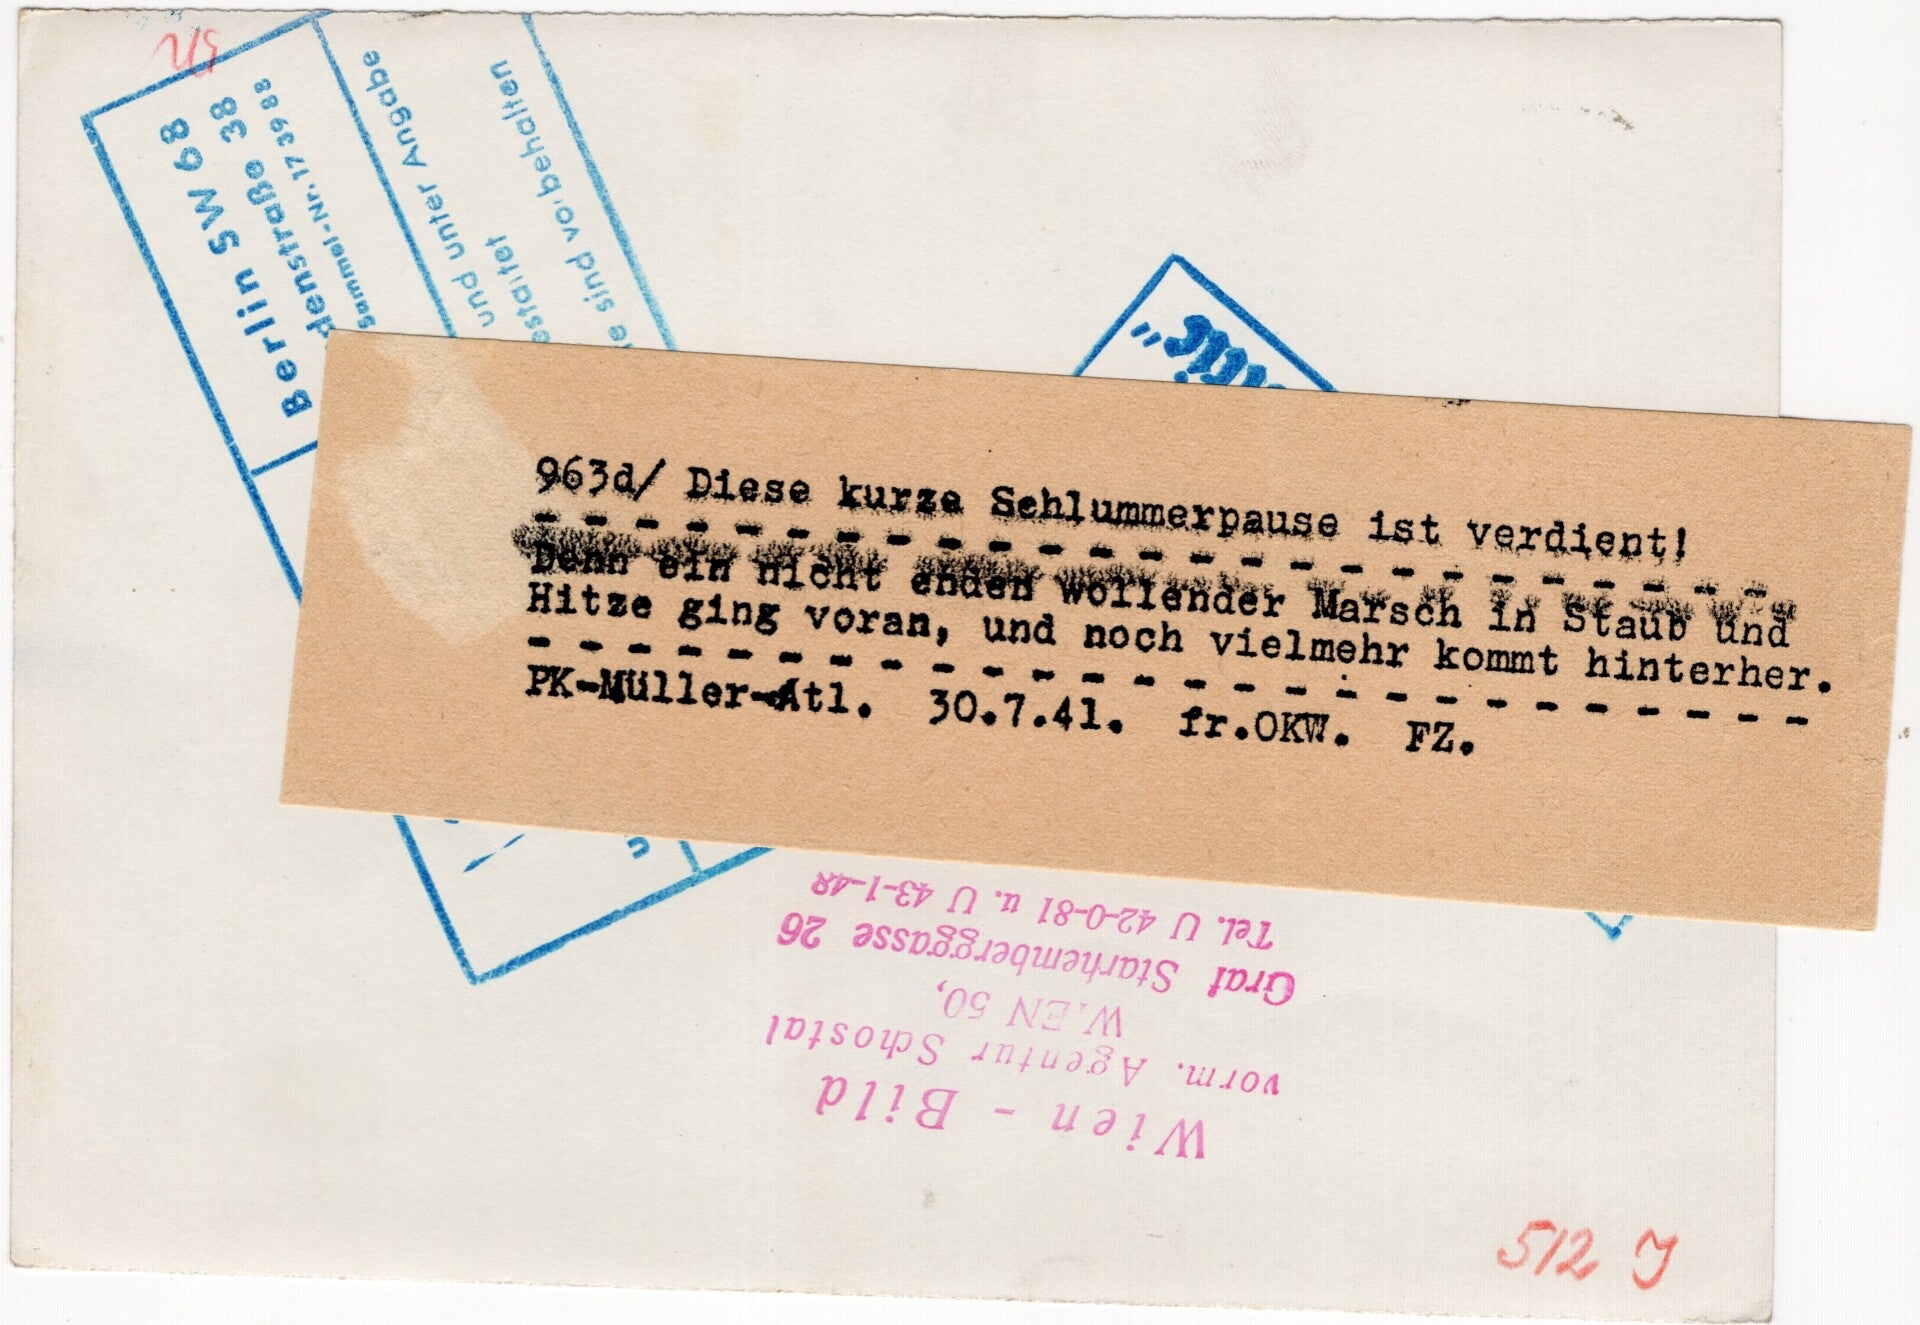 963d/ Diese kurze Schlummerpause ist verdient!
Denn ein nicht enden wollender Marsch in Staub und
Hitze ging voran, und noch vielmehr kommt hinterher.
PK-Müller-Atl. 30.7.41. fr.OKW. FZ.
Berlin SW 68
denstraße 38
Sammel-Nr. 17 39 88
und unter Angabe
estattet
e sind vorbehalten
Wien - Bild
vorm. Agentur Schostal
WIEN 50,
Graf Starhemberggasse 26
Tel. U 42-0-81 u. U 43-1-48
512 J